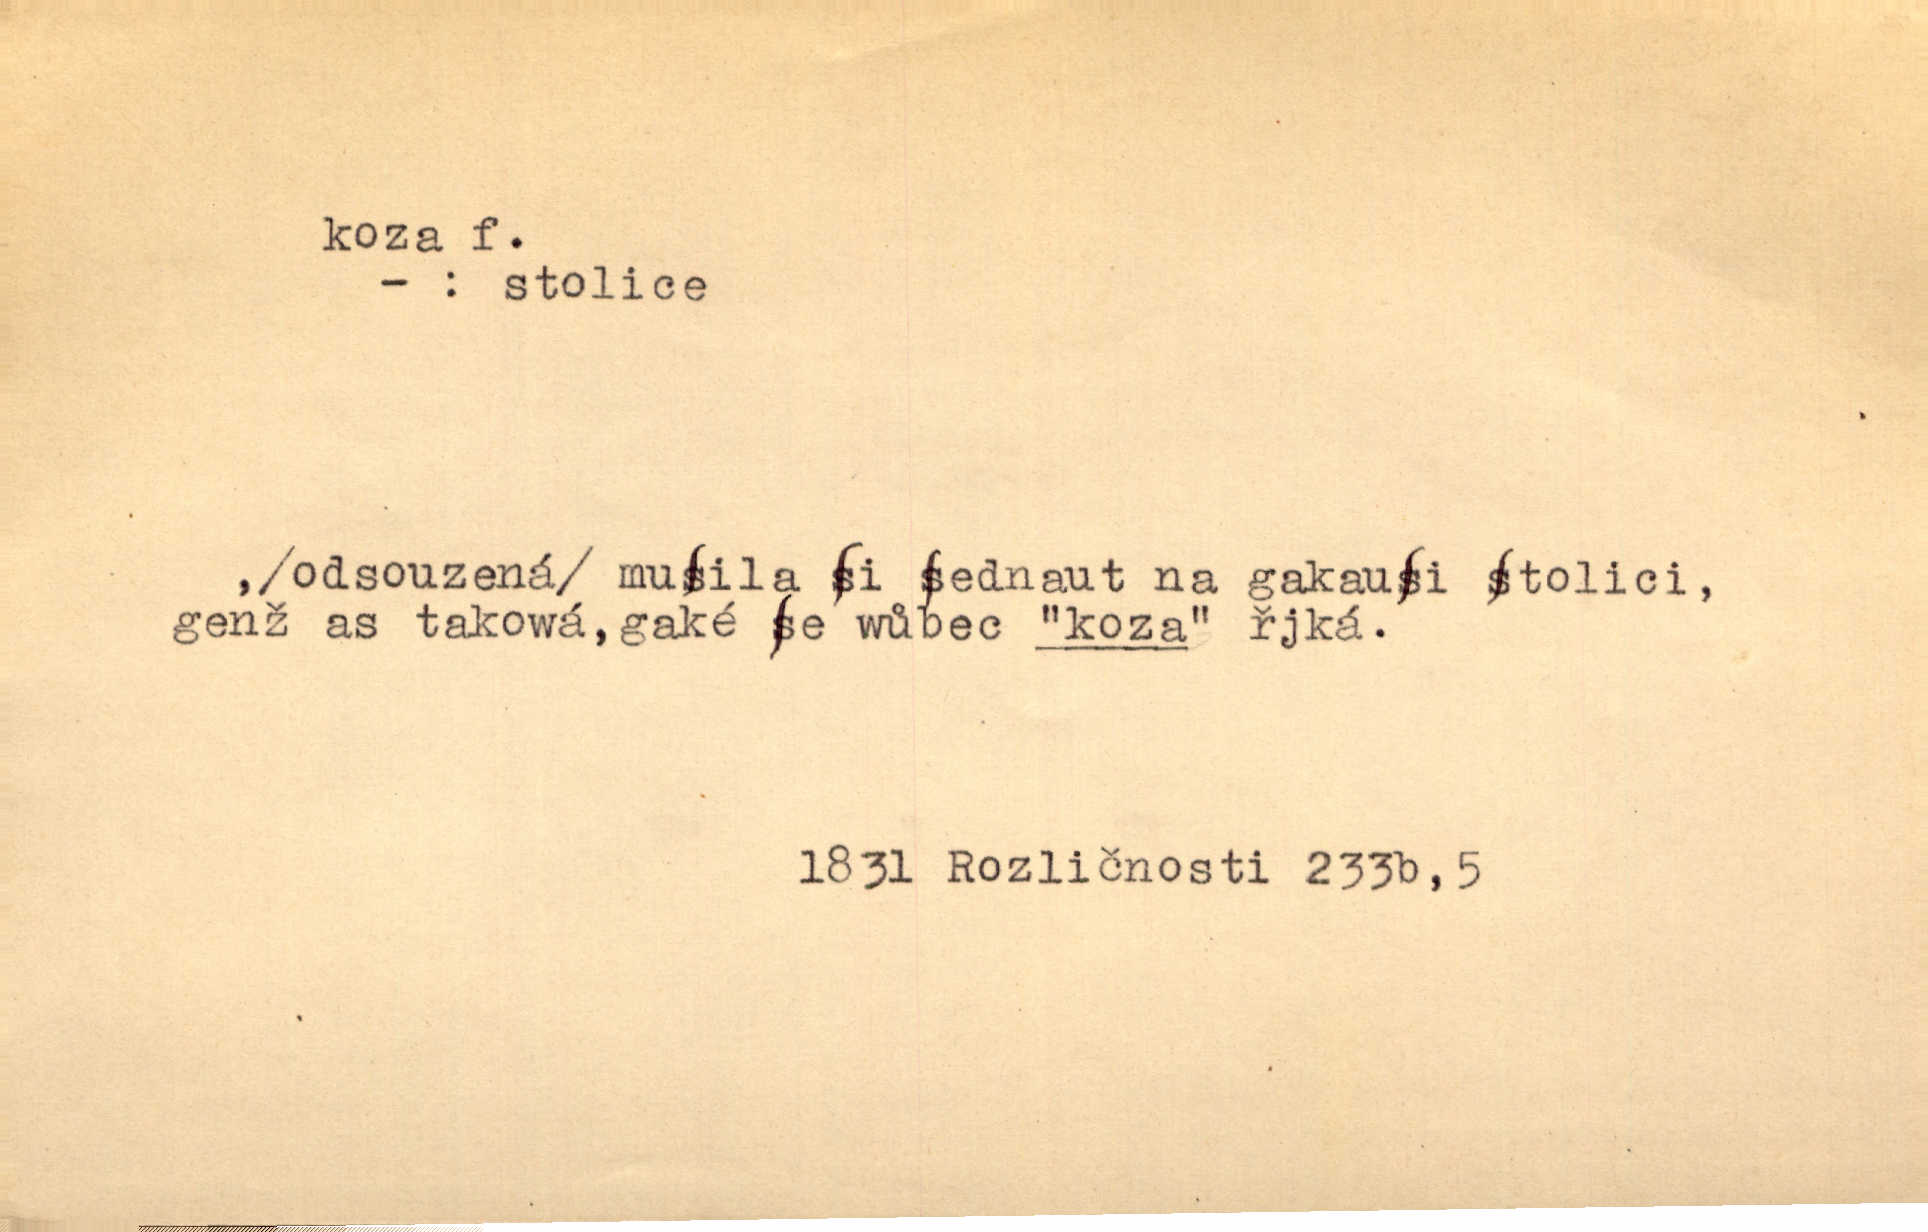 koza f.
- : stolice
,/odsouzená/ muſila ſi ſednaut na gakauſi ſtolici,
genž as takowá,gaké ſe wůbec "koza" řjká.
1831 Rozličnosti 233b,5